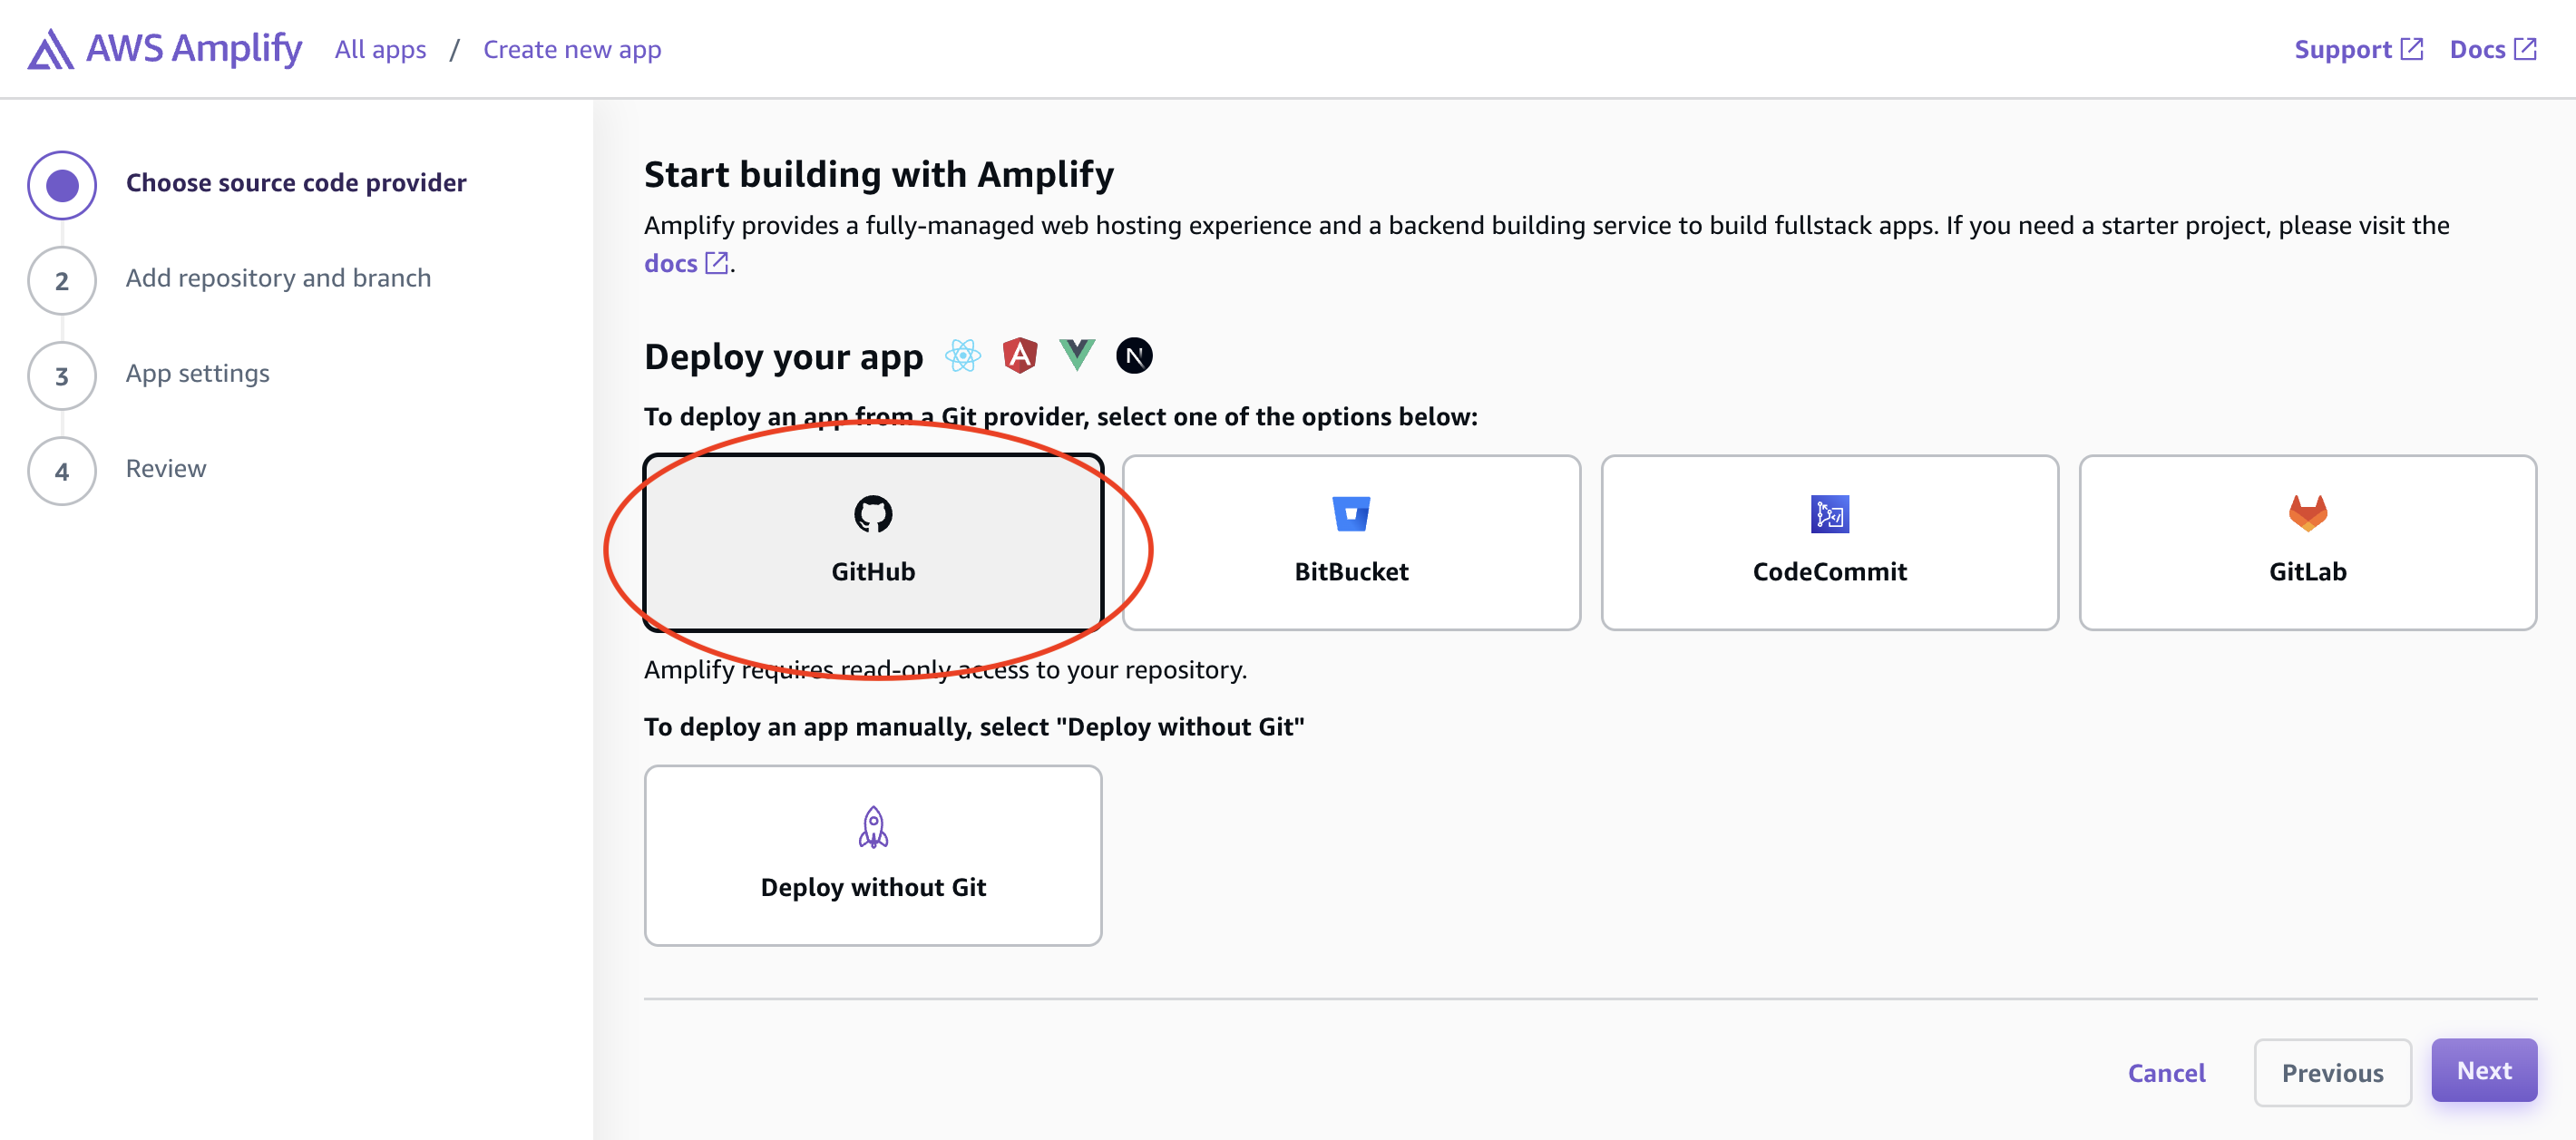 AWS Amplify All apps / Create new app Support Docs
Choose source code provider
2 Add repository and branch
3 App settings
4 Review
Start building with Amplify
Amplify provides a fully-managed web hosting experience and a backend building service to build fullstack apps. If you need a starter project, please visit the
docs .
Deploy your app
To deploy an app from a Git provider, select one of the options below:
GitHub BitBucket CodeCommit GitLab
Amplify requires read-only access to your repository.
To deploy an app manually, select "Deploy without Git"
Deploy without Git
Cancel Previous Next